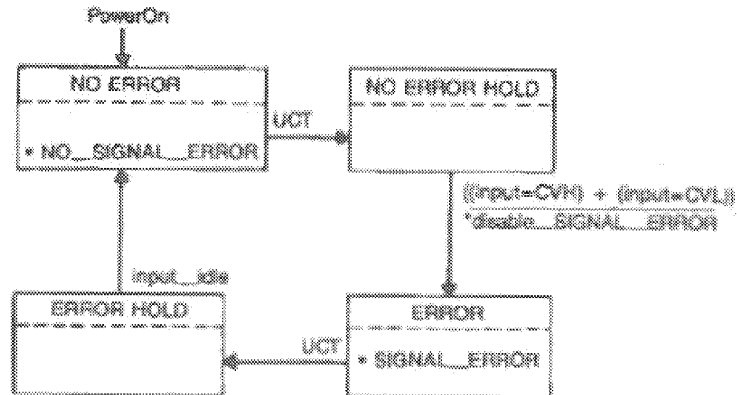 PowerOn
NO ERROR
• NO_SIGNAL_ERROR
UCT
NO ERROR HOLD
((input=CVH) + (input=CVL))
*disable_SIGNAL_ERROR
input_idle
ERROR HOLD
UCT
ERROR
• SIGNAL_ERROR